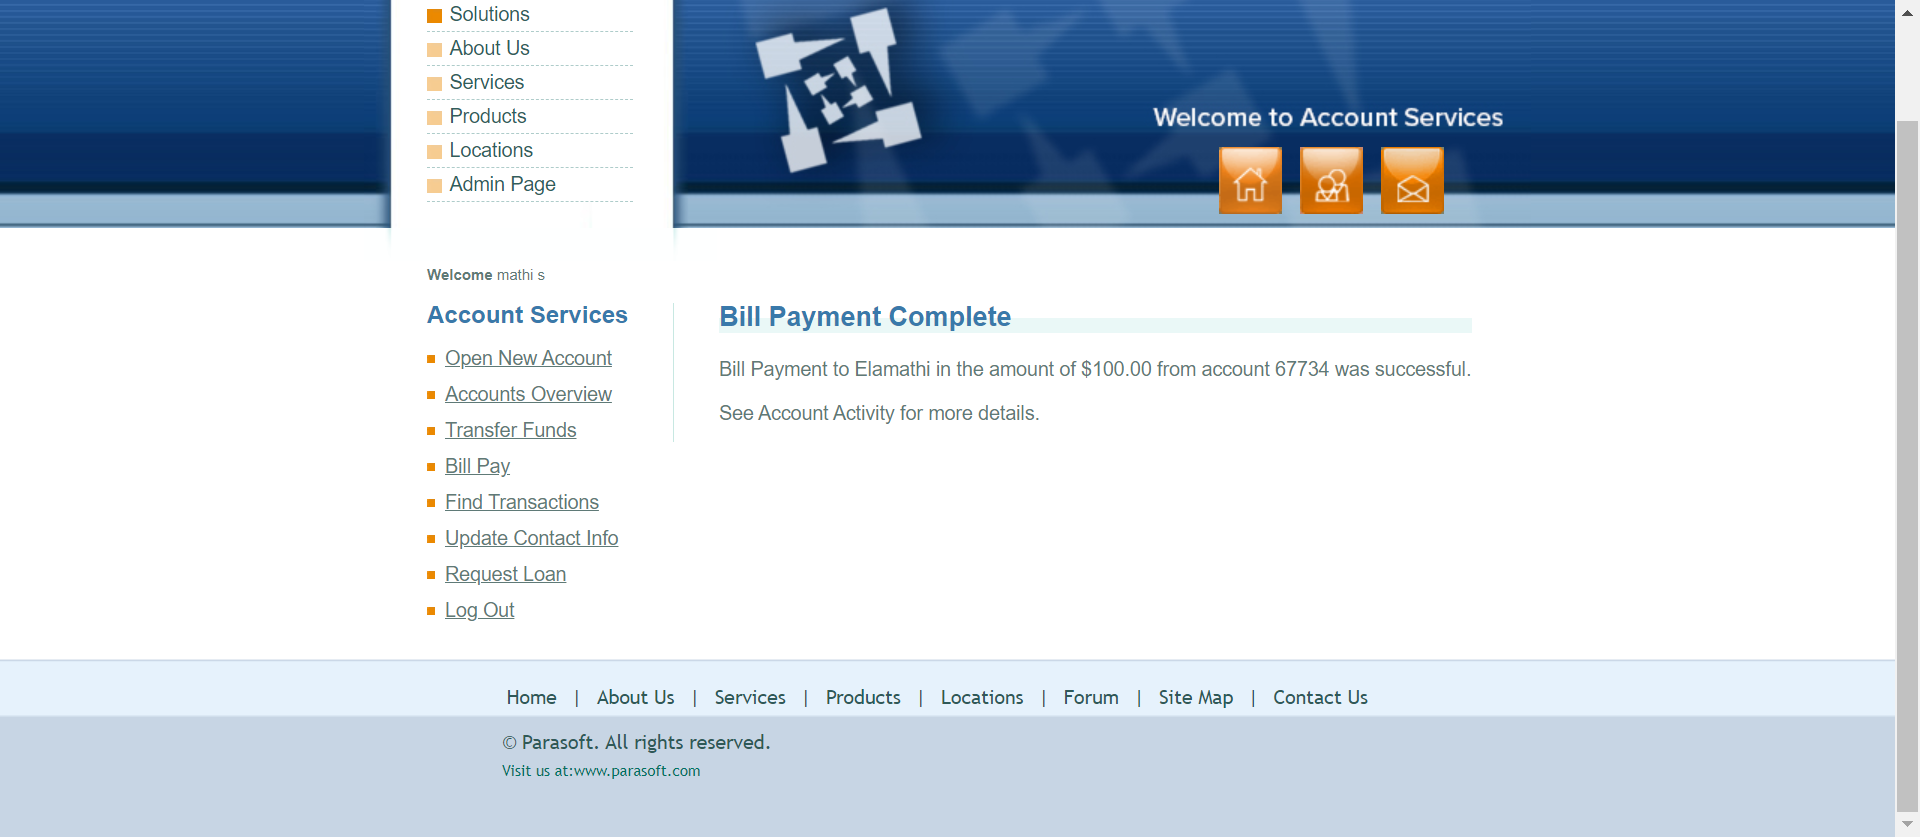 Solutions
About Us
Services
Products
Locations
Admin Page
Welcome to Account Services
Welcome mathi s
Account Services
Open New Account
Accounts Overview
Transfer Funds
Bill Pay
Find Transactions
Update Contact Info
Request Loan
Log Out
Bill Payment Complete
Bill Payment to Elamathi in the amount of $100.00 from account 67734 was successful.
See Account Activity for more details.
Home | About Us | Services | Products | Locations | Forum | Site Map | Contact Us
© Parasoft. All rights reserved.
Visit us at:www.parasoft.com